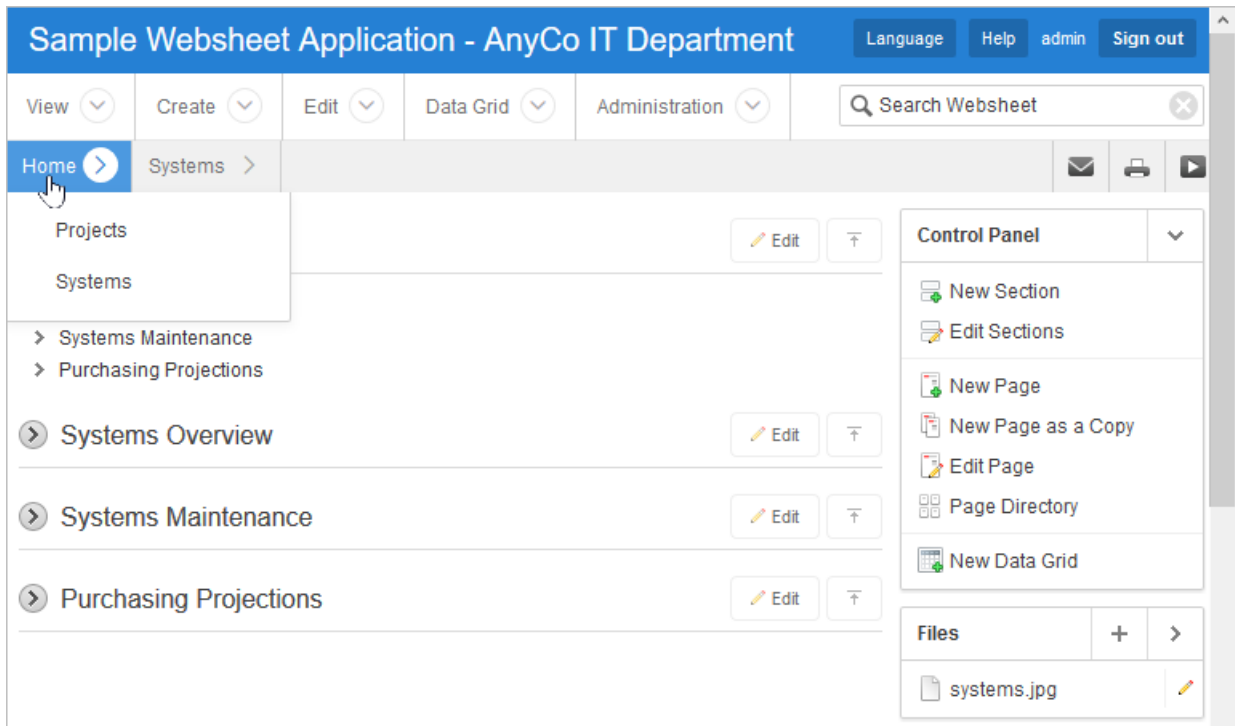 Sample Websheet Application - AnyCo IT Department Language Help admin Sign out
View Create Edit Data Grid Administration Search Websheet
Home Systems
Projects
Systems
Edit
Systems Maintenance
Purchasing Projections
Systems Overview Edit
Systems Maintenance Edit
Purchasing Projections Edit
Control Panel
New Section
Edit Sections
New Page
New Page as a Copy
Edit Page
Page Directory
New Data Grid
Files
systems.jpg